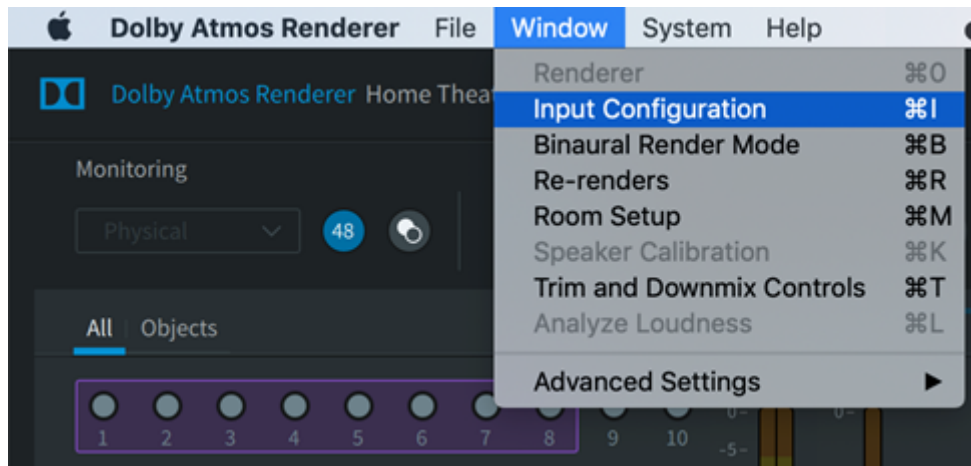 Dolby Atmos Renderer File Window System Help
Dolby Atmos Renderer Home Thea
Renderer ⌘0
Input Configuration ⌘I
Binaural Render Mode ⌘B
Re-renders ⌘R
Room Setup ⌘M
Speaker Calibration ⌘K
Trim and Downmix Controls ⌘T
Analyze Loudness ⌘L
Advanced Settings ▶
Monitoring
Physical 48
All Objects
1 2 3 4 5 6 7 8 9 10
0- 0-
-5-